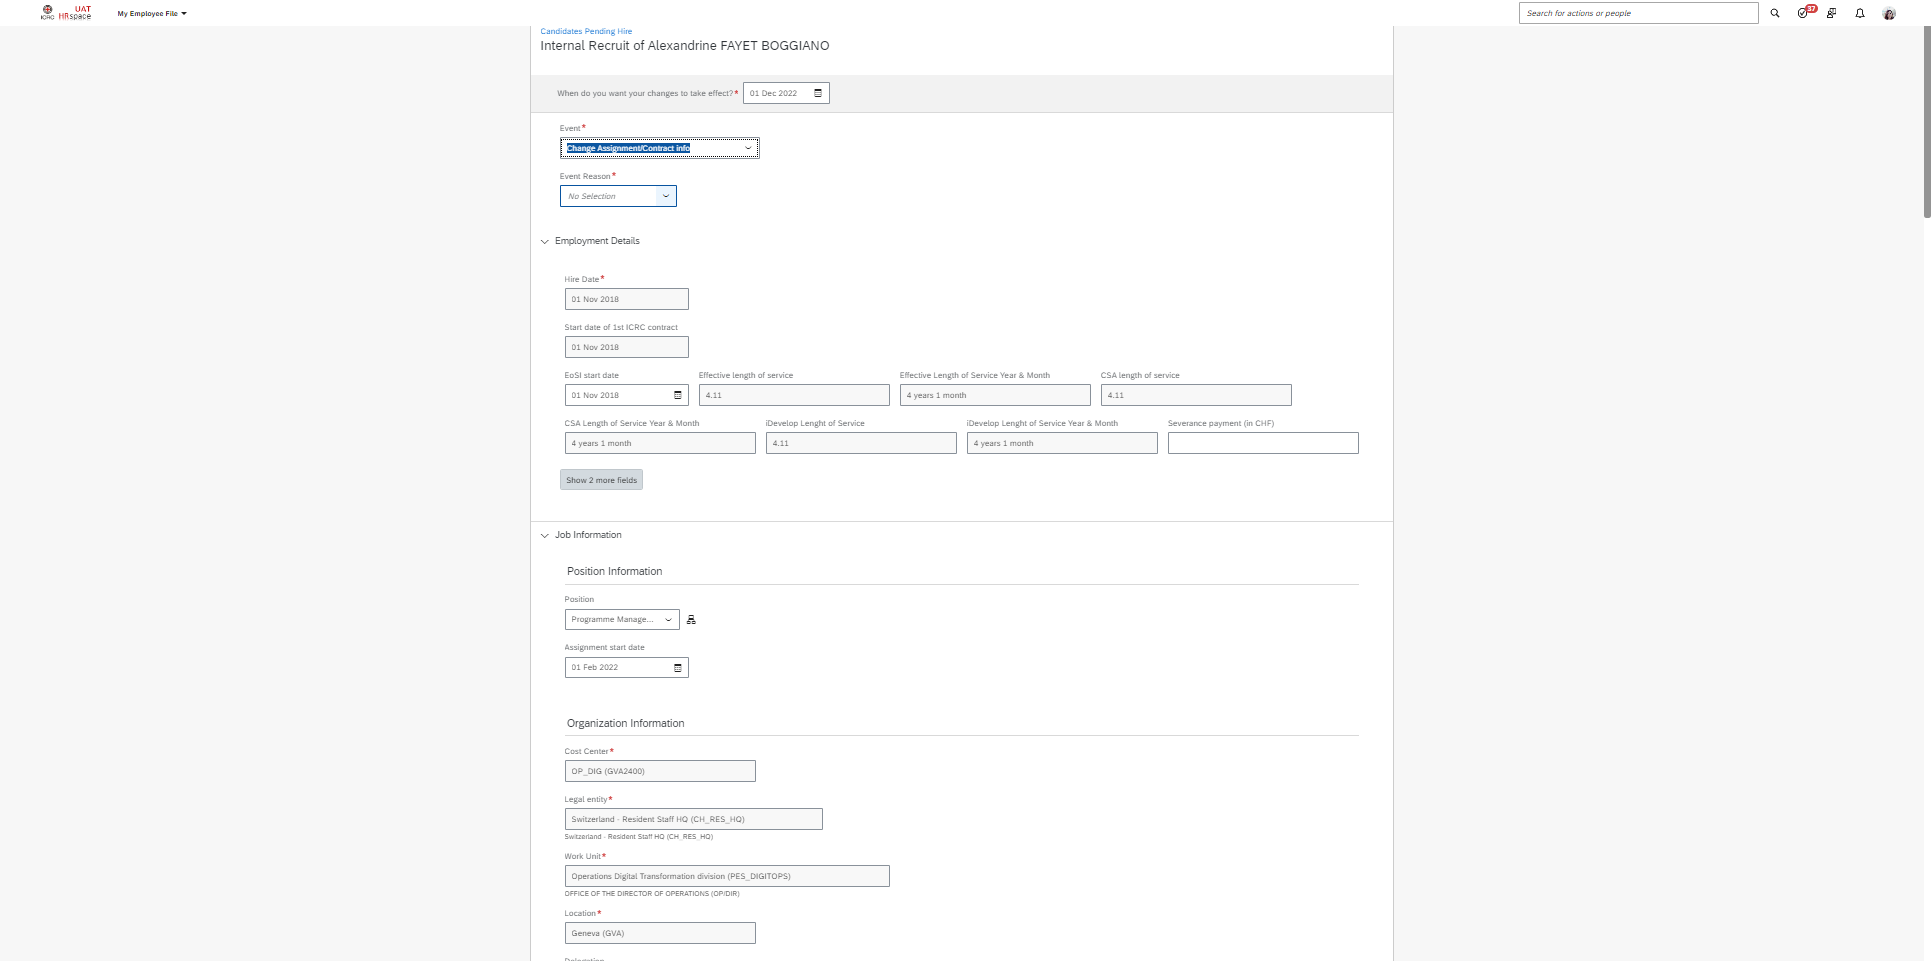 ICRC
UAT
HRspace
My Employee File
Search for actions or people
37
Candidates Pending Hire
Internal Recruit of Alexandrine FAYET BOGGIANO
When do you want your changes to take effect?* 01 Dec 2022
Event*
Change Assignment/Contract info
Event Reason*
No Selection
Employment Details
Hire Date*
01 Nov 2018
Start date of 1st ICRC contract
01 Nov 2018
EoSI start date Effective length of service Effective Length of Service Year & Month CSA length of service
01 Nov 2018 4.11 4 years 1 month 4.11
CSA Length of Service Year & Month iDevelop Lenght of Service iDevelop Lenght of Service Year & Month Severance payment (in CHF)
4 years 1 month 4.11 4 years 1 month
Show 2 more fields
Job Information
Position Information
Position
Programme Manage...
Assignment start date
01 Feb 2022
Organization Information
Cost Center*
OP_DIG (GVA2400)
Legal entity*
Switzerland - Resident Staff HQ (CH_RES_HQ)
Switzerland - Resident Staff HQ (CH_RES_HQ)
Work Unit*
Operations Digital Transformation division (PES_DIGITOPS)
OFFICE OF THE DIRECTOR OF OPERATIONS (OP/DIR)
Location*
Geneva (GVA)
Delegation